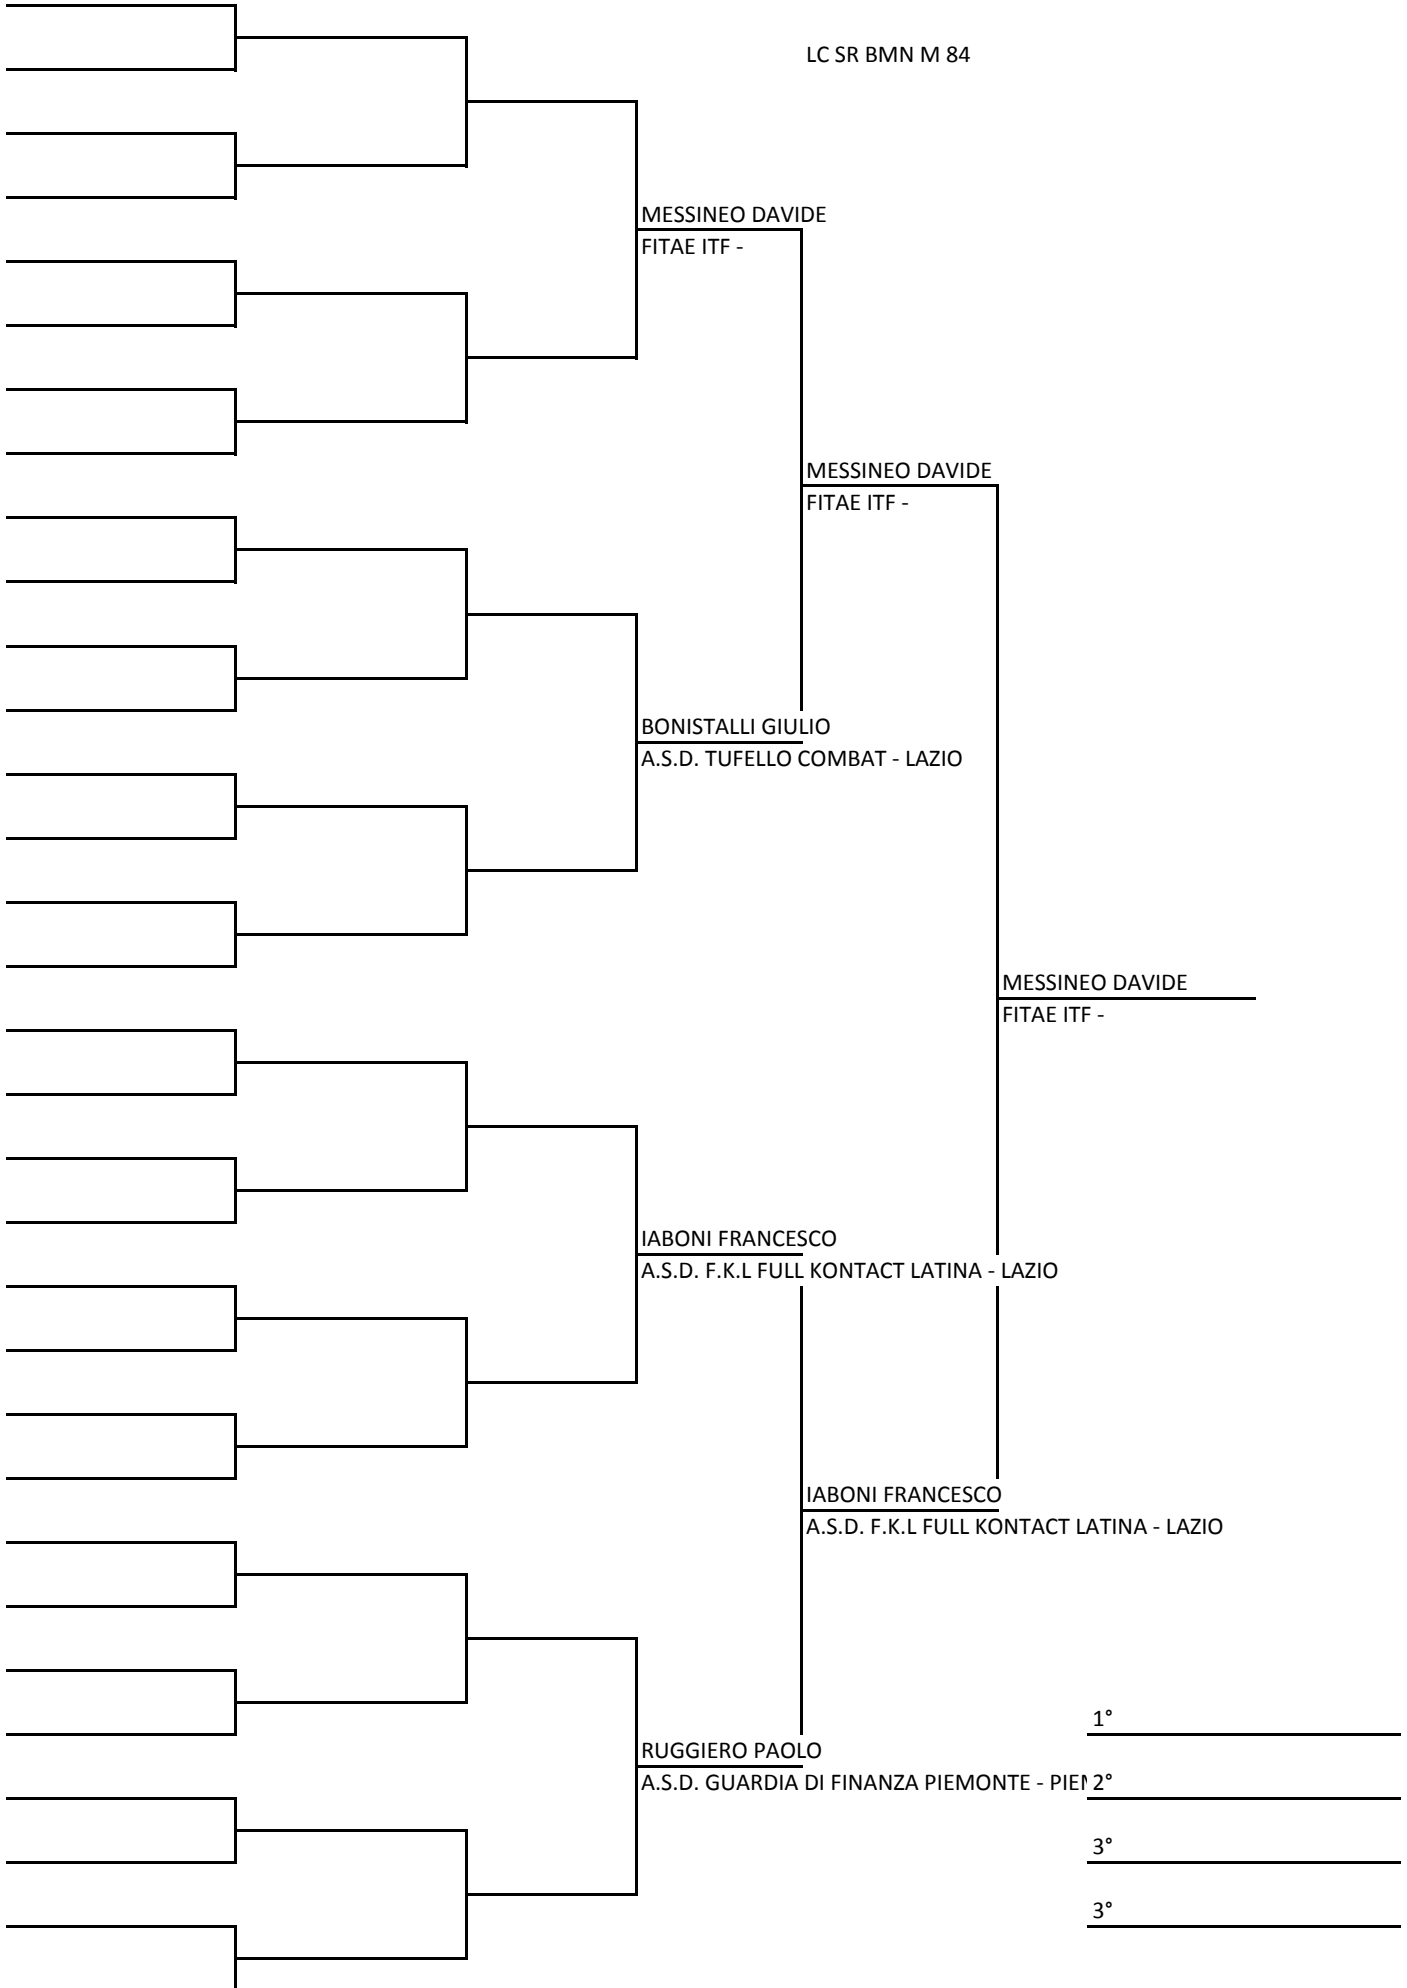 LC SR BMN M 84
MESSINEO DAVIDE
FITAE ITF -
MESSINEO DAVIDE
FITAE ITF -
BONISTALLI GIULIO
A.S.D. TUFELLO COMBAT - LAZIO
MESSINEO DAVIDE
FITAE ITF -
IABONI FRANCESCO
A.S.D. F.K.L FULL KONTACT LATINA - LAZIO
IABONI FRANCESCO
A.S.D. F.K.L FULL KONTACT LATINA - LAZIO
1°
RUGGIERO PAOLO
A.S.D. GUARDIA DI FINANZA PIEMONTE -
2°
3°
3°